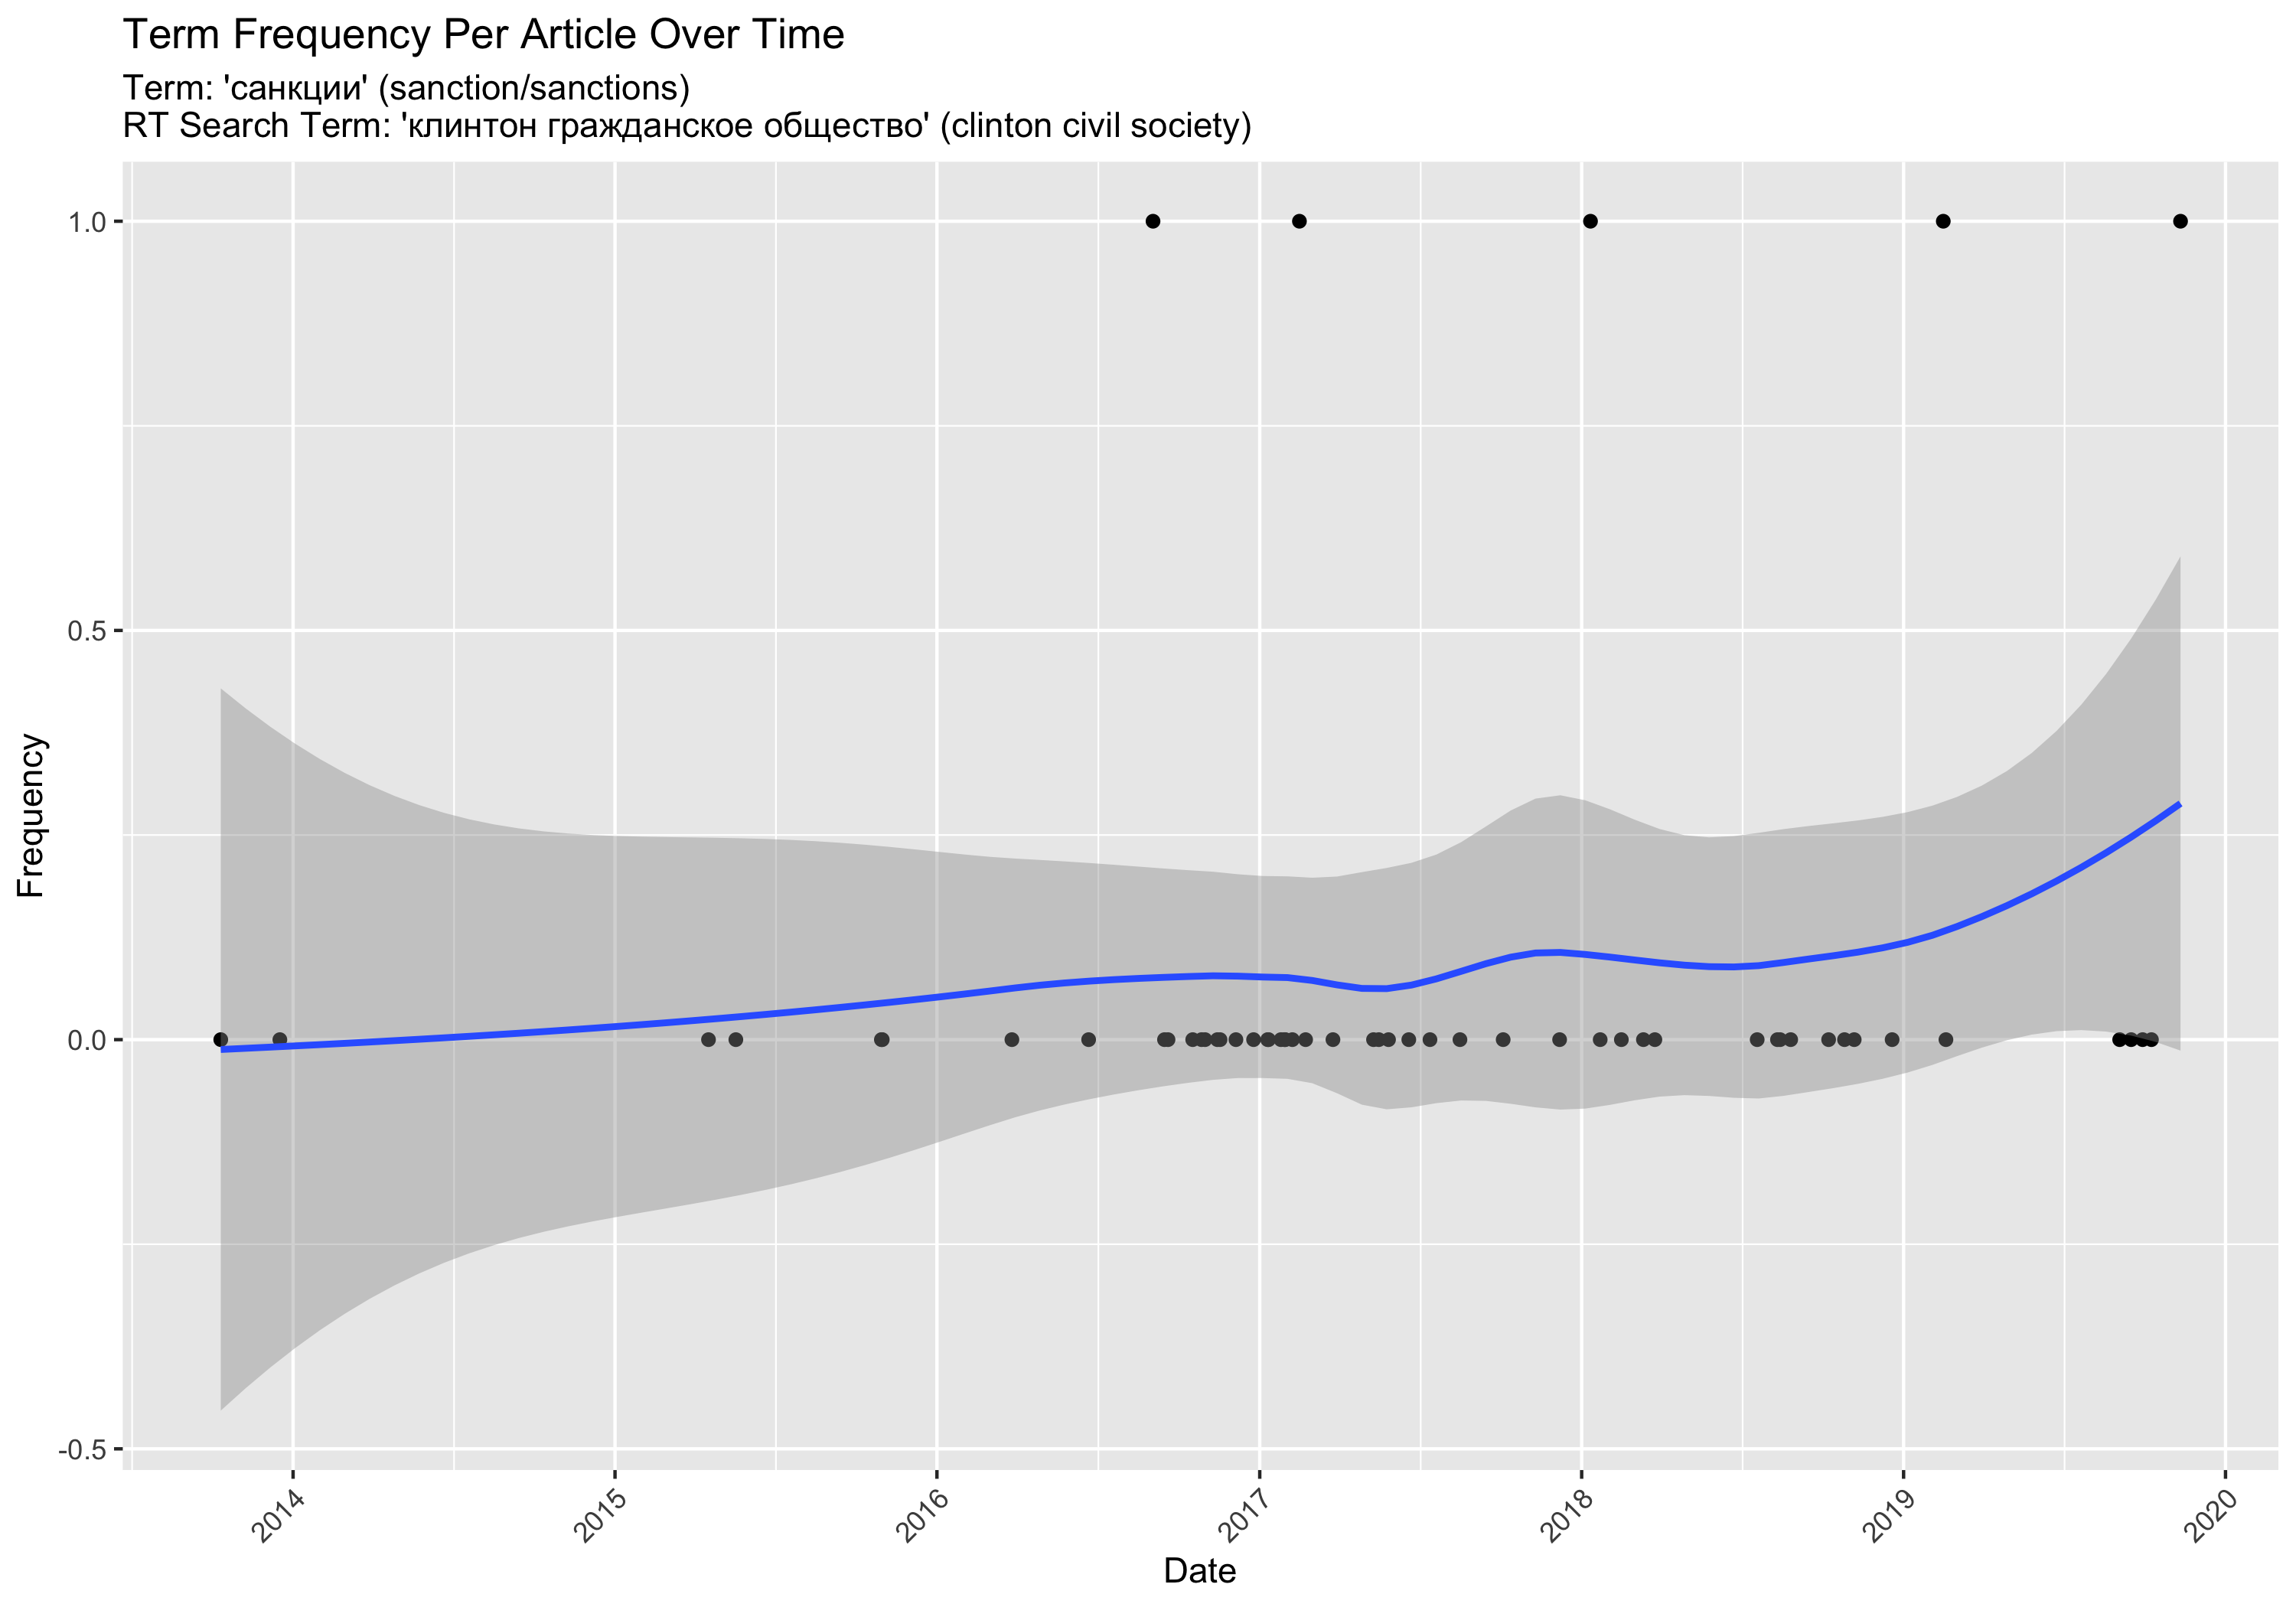 Term Frequency Per Article Over Time
Term: 'санкции' (sanction/sanctions)
RT Search Term: 'клинтон гражданское общество' (clinton civil society)
1.0
0.5
0.0
-0.5
Frequency
2014
2015
2016
2017
2018
2019
2020
Date